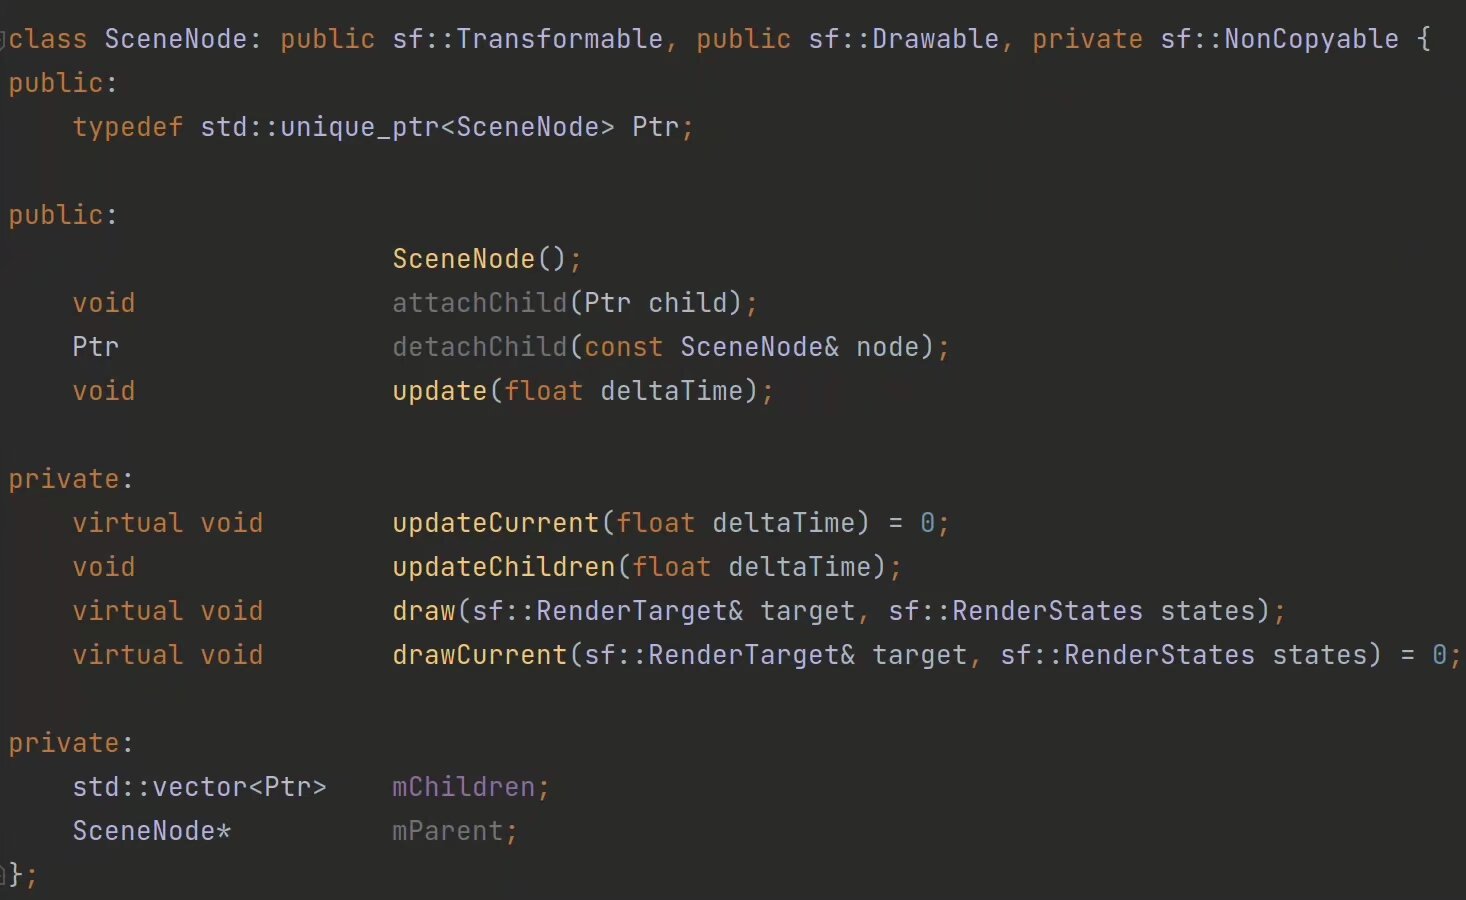 class SceneNode: public sf::Transformable, public sf::Drawable, private sf::NonCopyable {
public:
    typedef std::unique_ptr<SceneNode> Ptr;

public:
                        SceneNode();
    void                attachChild(Ptr child);
    Ptr                 detachChild(const SceneNode& node);
    void                update(float deltaTime);

private:
    virtual void        updateCurrent(float deltaTime) = 0;
    void                updateChildren(float deltaTime);
    virtual void        draw(sf::RenderTarget& target, sf::RenderStates states);
    virtual void        drawCurrent(sf::RenderTarget& target, sf::RenderStates states) = 0;

private:
    std::vector<Ptr>    mChildren;
    SceneNode*          mParent;
};